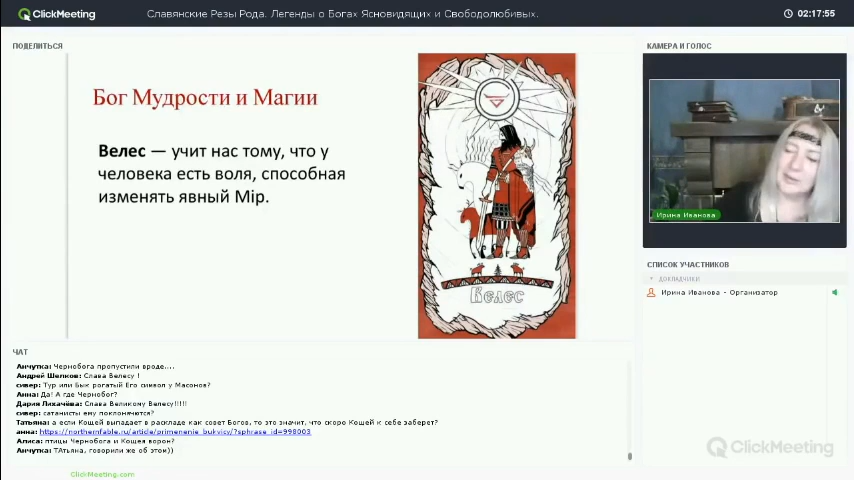 ClickMeeting
Славянские Резы Рода. Легенды о Богах Ясновидящих и Свободолюбивых.
02:17:55
ПОДЕЛИТЬСЯ
КАМЕРА И ГОЛОС
Бог Мудрости и Магии
Велес — учит нас тому, что у
человека есть воля, способная
изменять явный Мір.
Велес
Ирина Иванова
СПИСОК УЧАСТНИКОВ
ДОКЛАДЧИКИ
Ирина Иванова - Организатор
ЧАТ
Анчутка: Чернобога пропустили вроде....
Андрей Шелков: Слава Велесу !
сивер: Тур или Бык рогатый Его символ у Масонов?
Анна: Да! А где Чернобог?
Дария Лихачёва: Слава Великому Велесу!!!!!
сивер: сатанисты ему поклоняются?
Татьяна: а если Кощей выпадает в раскладе как совет Богов, то это значит, что скоро Кощей к себе заберет?
анна: https://northernfable.ru/article/primenenie_bukvicy/?sphrase_id=998003
Алиса: птицы Чернобога и Кощея ворон?
Анчутка: ТАтьяна, говорили же об этом))
ClickMeeting
ClickMeeting.com